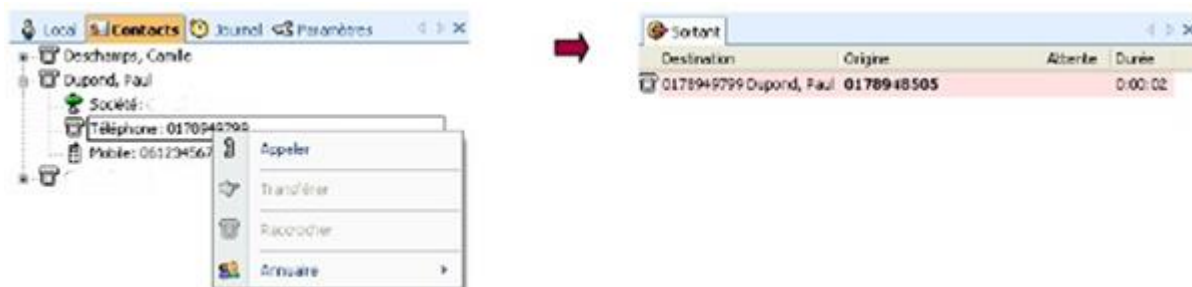 Local Contacts Journal Paramètres
Deschamps, Camille
Dupond, Paul
Société:
Téléphone: 0178949799
Mobile: 061234567
Appeler
Transférer
Raccrocher
Annuaire
Sortant
Destination Origine Attente Durée
0178949799 Dupond, Paul 0178948505 0:00:02